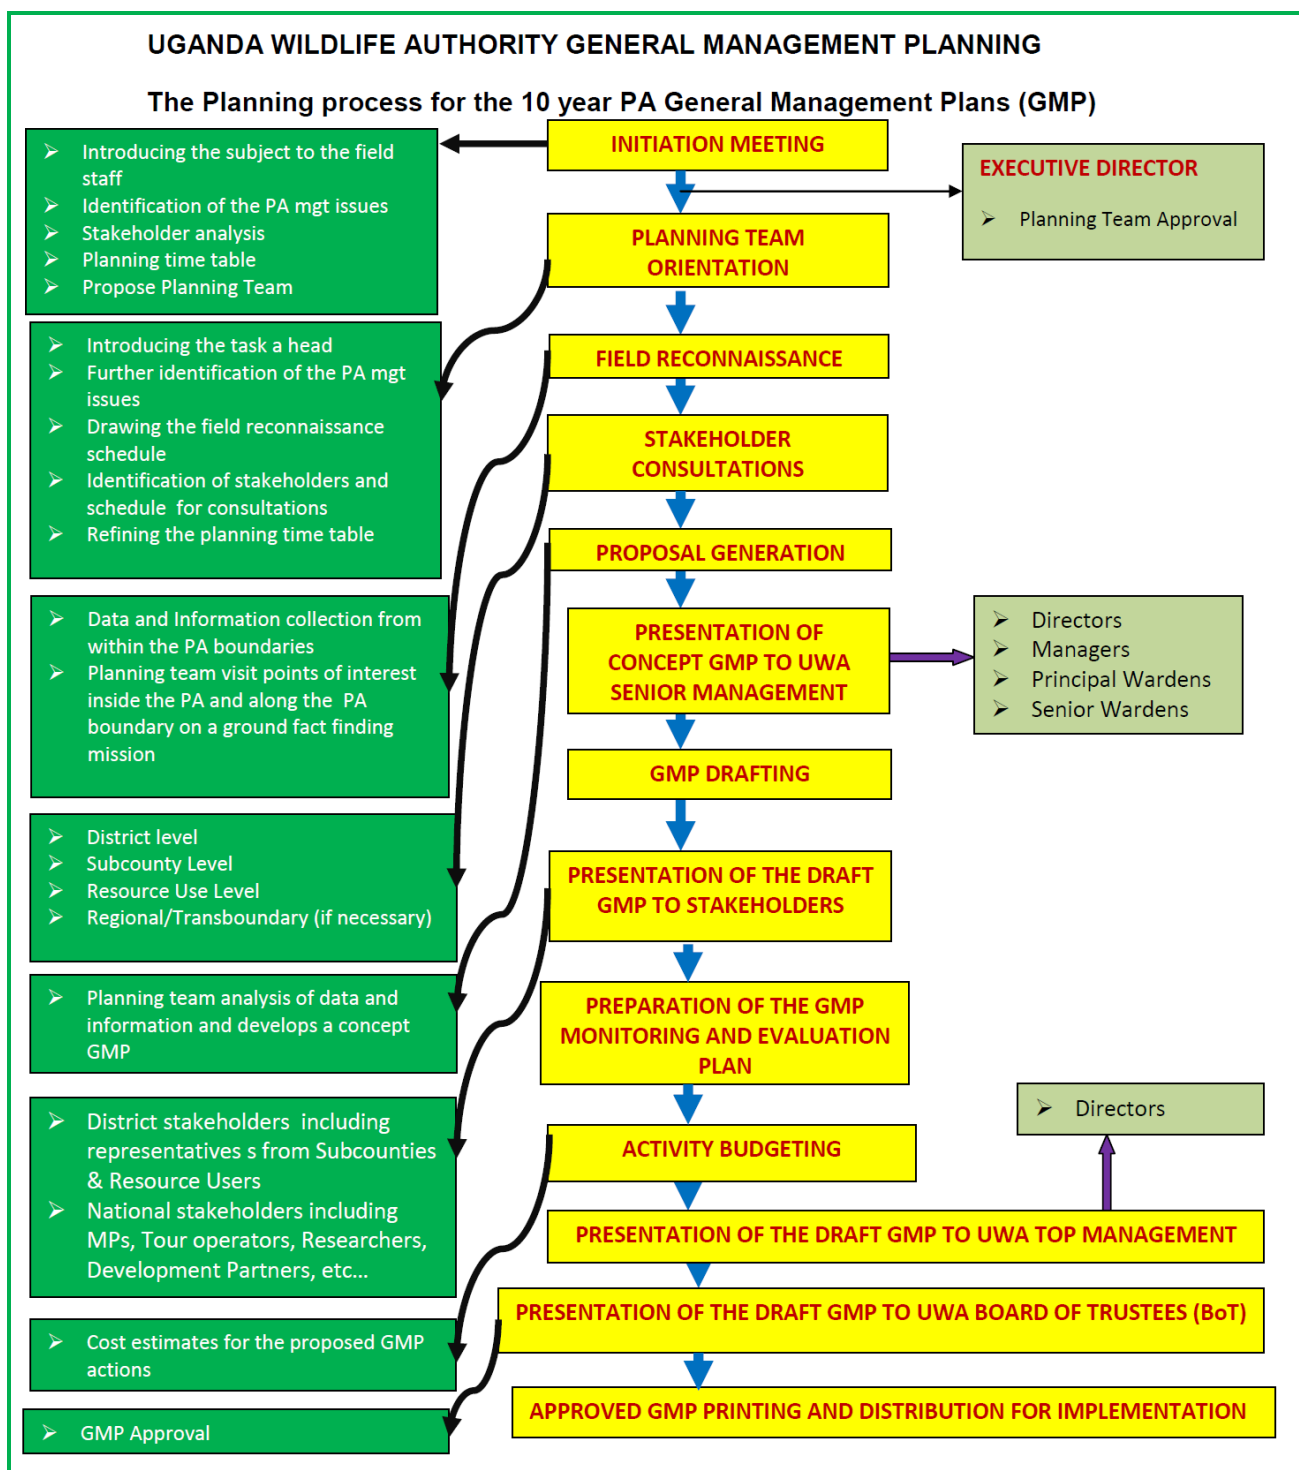 UGANDA WILDLIFE AUTHORITY GENERAL MANAGEMENT PLANNING
The Planning process for the 10 year PA General Management Plans (GMP)
INITIATION MEETING
➢ Introducing the subject to the field
staff
➢ Identification of the PA mgt issues
➢ Stakeholder analysis
➢ Planning time table
➢ Propose Planning Team
EXECUTIVE DIRECTOR
➢ Planning Team Approval
PLANNING TEAM
ORIENTATION
➢ Introducing the task a head
➢ Further identification of the PA mgt
issues
➢ Drawing the field reconnaissance
schedule
➢ Identification of stakeholders and
schedule for consultations
➢ Refining the planning time table
FIELD RECONNAISSANCE
➢ Data and Information collection from
within the PA boundaries
➢ Planning team visit points of interest
inside the PA and along the PA
boundary on a ground fact finding
mission
STAKEHOLDER
CONSULTATIONS
➢ District level
➢ Subcounty Level
➢ Resource Use Level
➢ Regional/Transboundary (if necessary)
PROPOSAL GENERATION
➢ Planning team analysis of data and
information and develops a concept
GMP
PRESENTATION OF
CONCEPT GMP TO UWA
SENIOR MANAGEMENT
➢ Directors
➢ Managers
➢ Principal Wardens
➢ Senior Wardens
GMP DRAFTING
PRESENTATION OF THE DRAFT
GMP TO STAKEHOLDERS
➢ District stakeholders including
representative s from Subcounties
& Resource Users
➢ National stakeholders including
MPs, Tour operators, Researchers,
Development Partners, etc…
PREPARATION OF THE GMP
MONITORING AND EVALUATION
PLAN
ACTIVITY BUDGETING
➢ Cost estimates for the proposed GMP
actions
PRESENTATION OF THE DRAFT GMP TO UWA TOP MANAGEMENT
➢ Directors
PRESENTATION OF THE DRAFT GMP TO UWA BOARD OF TRUSTEES (BoT)
➢ GMP Approval
APPROVED GMP PRINTING AND DISTRIBUTION FOR IMPLEMENTATION